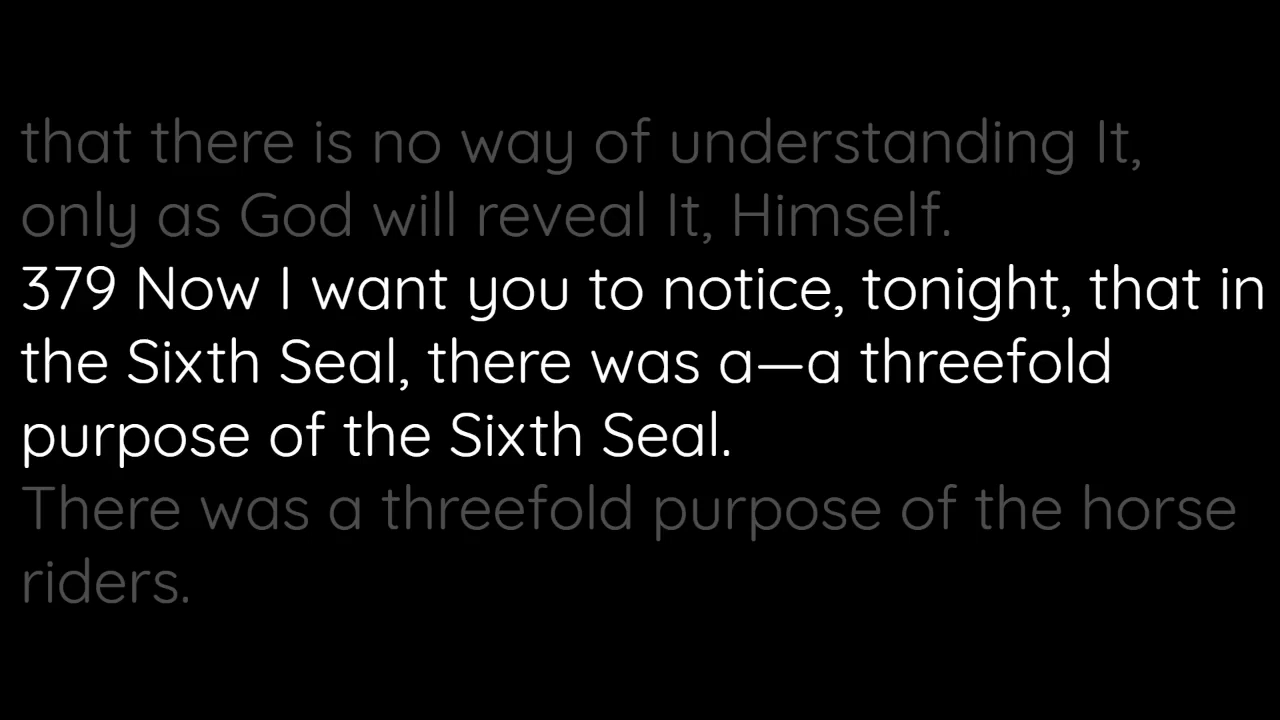 that there is no way of understanding It,
only as God will reveal It, Himself.
379 Now I want you to notice, tonight, that in
the Sixth Seal, there was a—a threefold
purpose of the Sixth Seal.
There was a threefold purpose of the horse
riders.